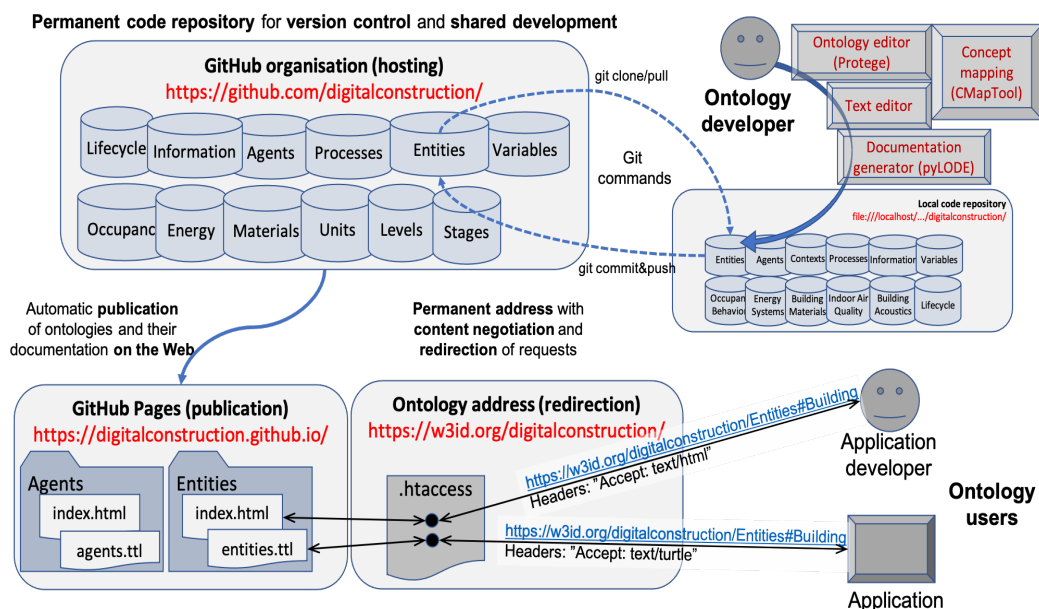 Permanent code repository for version control and shared development
GitHub organisation (hosting)
https://github.com/digitalconstruction/
Lifecycle
Information
Agents
Processes
Entities
Variables
Occupanc
Energy
Materials
Units
Levels
Stages
git clone/pull
Git
commands
git commit&push
Ontology
developer
Ontology editor
(Protege)
Concept
mapping
(CMapTool)
Text editor
Documentation
generator (pyLODE)
Local code repository
file:///localhost/.../digitalconstruction/
Entities
Agents
Contexts
Processes
Information
Variables
Occupant
Behavior
Energy
Systems
Building
Materials
Indoor Air
Quality
Building
Acoustics
Lifecycle
Automatic publication
of ontologies and their
documentation on the Web
Permanent address with
content negotiation and
redirection of requests
GitHub Pages (publication)
https://digitalconstruction.github.io/
Agents
index.html
agents.ttl
Entities
index.html
entities.ttl
Ontology address (redirection)
https://w3id.org/digitalconstruction/
.htaccess
https://w3id.org/digitalconstruction/Entities#Building
Headers: ”Accept: text/html”
https://w3id.org/digitalconstruction/Entities#Building
Headers: ”Accept: text/turtle”
Application
developer
Ontology
users
Application